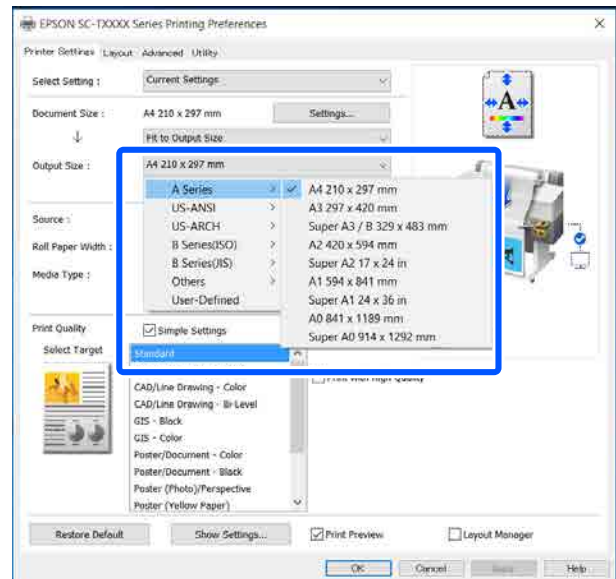 EPSON SC-TXXXX Series Printing Preferences
Printer Settings Layout Advanced Utility
Select Setting : Current Settings
Document Size : A4 210 x 297 mm Settings...
Fit to Output Size
Output Size : A4 210 x 297 mm
A Series
US-ANSI
US-ARCH
B Series(ISO)
B Series(JIS)
Others
User-Defined
A4 210 x 297 mm
A3 297 x 420 mm
Super A3 / B 329 x 483 mm
A2 420 x 594 mm
Super A2 17 x 24 in
A1 594 x 841 mm
Super A1 24 x 36 in
A0 841 x 1189 mm
Super A0 914 x 1292 mm
Source :
Roll Paper Width :
Media Type :
Print Quality Simple Settings
Select Target
Standard
Print with High Quality
CAD/Line Drawing - Color
CAD/Line Drawing - Bi-Level
GIS - Black
GIS - Color
Poster/Document - Color
Poster/Document - Black
Poster (Photo)/Perspective
Poster (Yellow Paper)
A
Restore Default Show Settings... Print Preview Layout Manager
OK Cancel Help